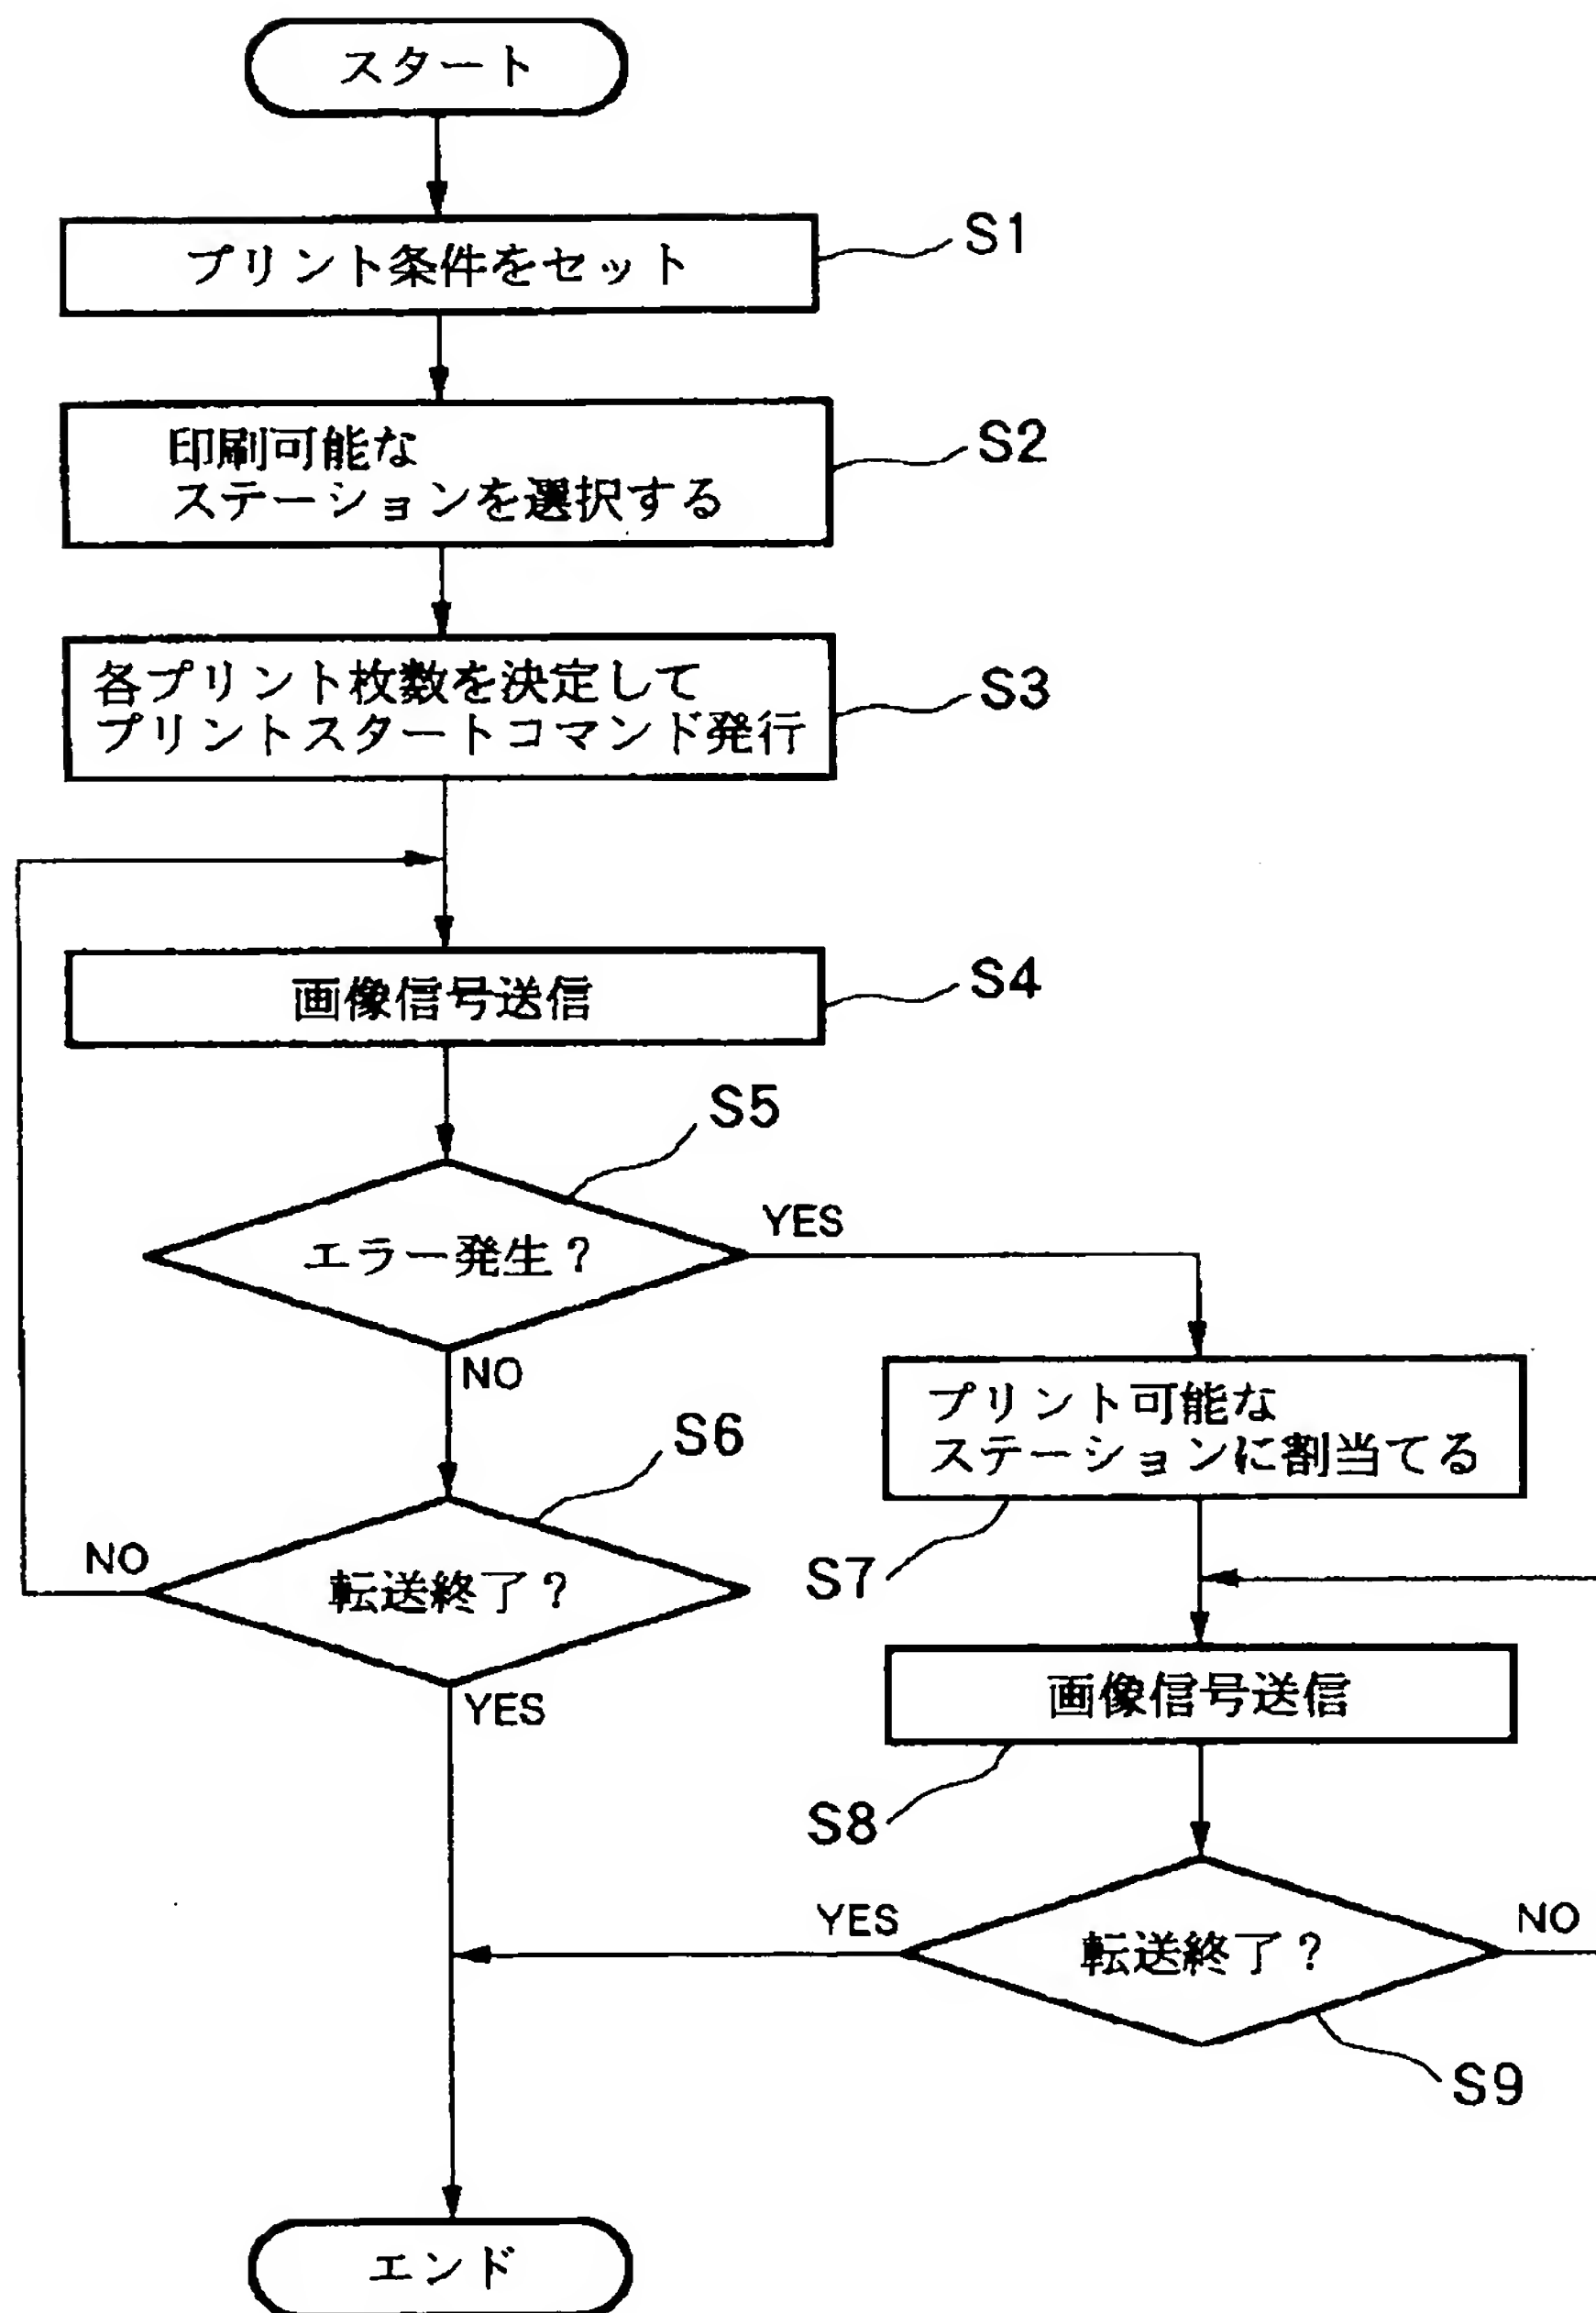 スタート
プリント条件をセット
S1
印刷可能な
ステーションを選択する
S2
各プリント枚数を決定して
プリントスタートコマンド発行
S3
画像信号送信
S4
S5
エラー発生?
YES
NO
S6
転送終了?
NO
YES
プリント可能な
ステーションに割当てる
S7
画像信号送信
S8
転送終了?
YES
NO
S9
エンド